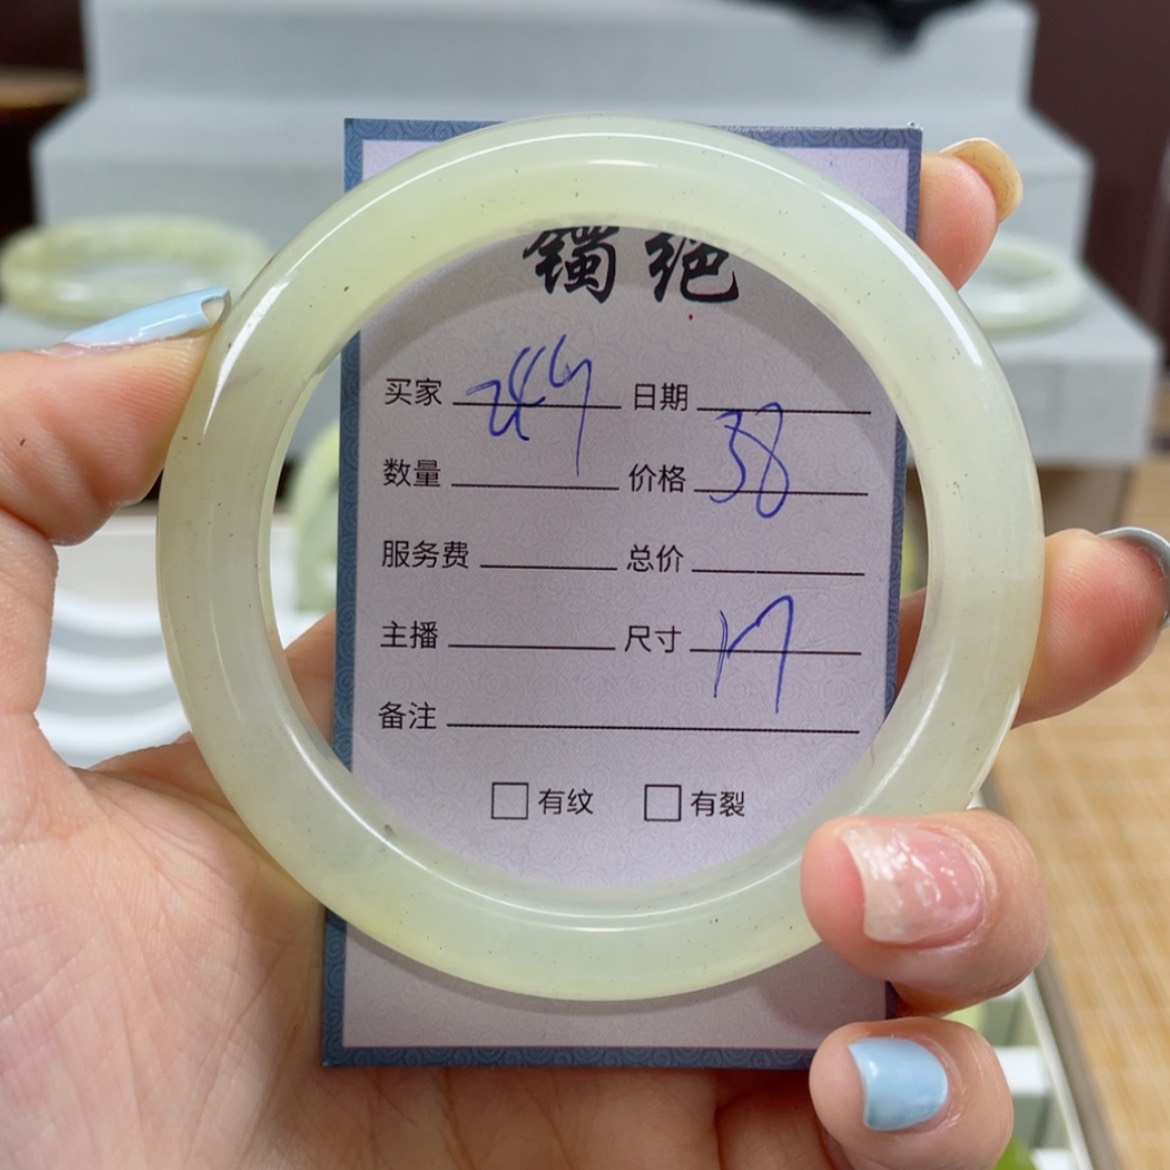 镯绝
买家 244 日期
数量 价格 38
服务费 总价
主播 尺寸 17
备注
有纹 有裂